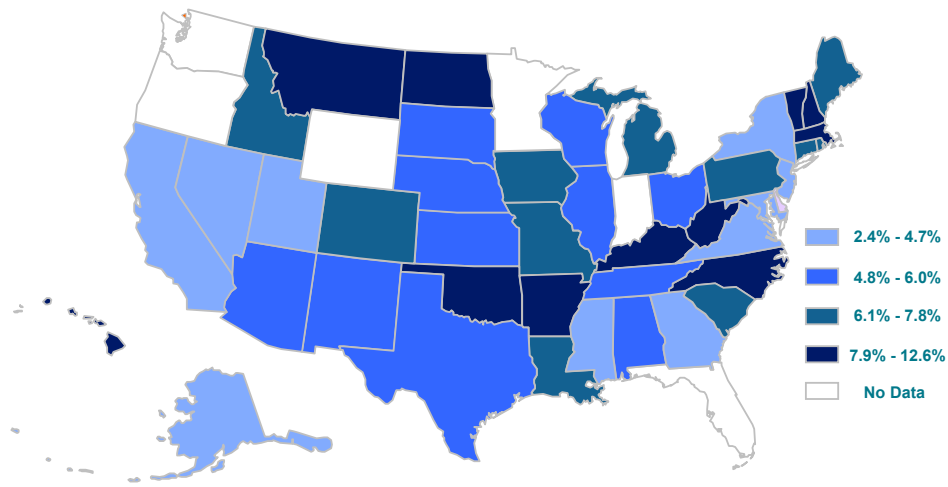 2.4% - 4.7%
4.8% - 6.0%
6.1% - 7.8%
7.9% - 12.6%
No Data